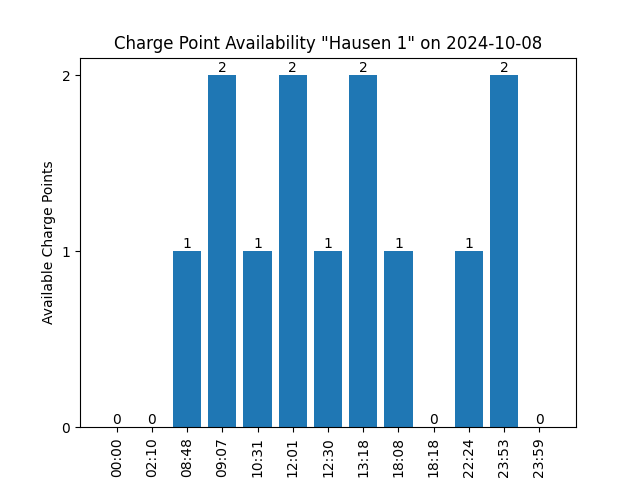 Charge Point Availability "Hausen 1" on 2024-10-08
Available Charge Points
2
1
0
0 0 1 2 1 2 1 2 1 0 1 2 0
00:00 02:10 08:48 09:07 10:31 12:01 12:30 13:18 18:08 18:18 22:24 23:53 23:59